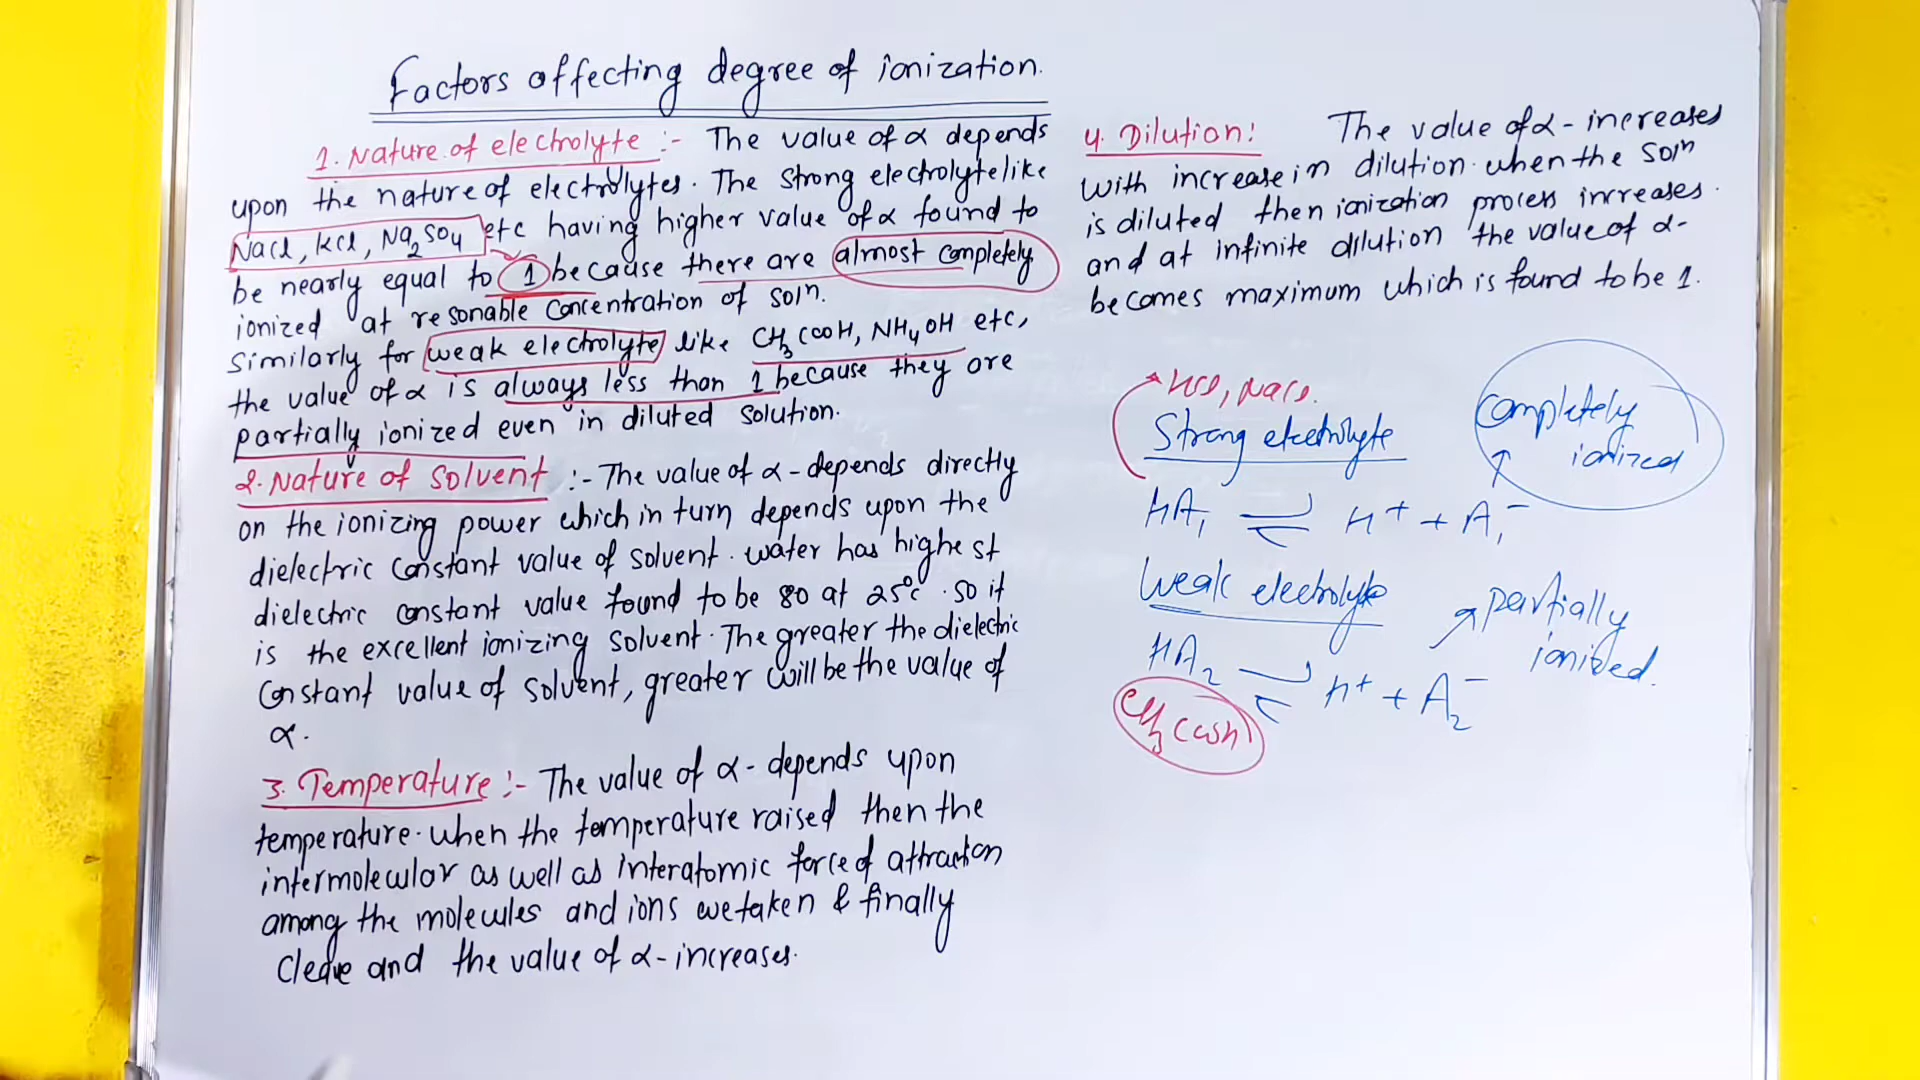 Factors affecting degree of ionization.
1. Nature of electrolyte :- The value of α depends
upon the nature of electrolytes. The strong electrolyte like
NaCl, KCl, Na2SO4 etc having higher value of α found to
be nearly equal to 1 because there are almost completely
ionized at resonable concentration of solⁿ.
Similarly for weak electrolyte like CH3COOH, NH4OH etc,
the value of α is always less than 1 because they are
partially ionized even in diluted solution.
2. Nature of solvent :- The value of α-depends directly
on the ionizing power which in turn depends upon the
dielectric constant value of solvent. water has highest
dielectric constant value found to be 80 at 25°C. so it
is the excellent ionizing solvent. The greater the dielectric
constant value of solvent, greater will be the value of
α.
3. Temperature :- The value of α-depends upon
temperature. when the temperature raised then the
intermolecular as well as interatomic force of attraction
among the molecules and ions wetaken & finally
cleave and the value of α-increases.
4. Dilution: The value of α-increases
with increase in dilution. when the solⁿ
is diluted then ionization process increases.
and at infinite dilution the value of α-
becomes maximum which is found to be 1.
HCl, NaCl.
Strong electrolyte
completely
ionized
HA1 ⇌ H⁺ + A1⁻
Weak electrolyte
partially
ionized.
HA2 ⇌ H⁺ + A2⁻
CH3COOH